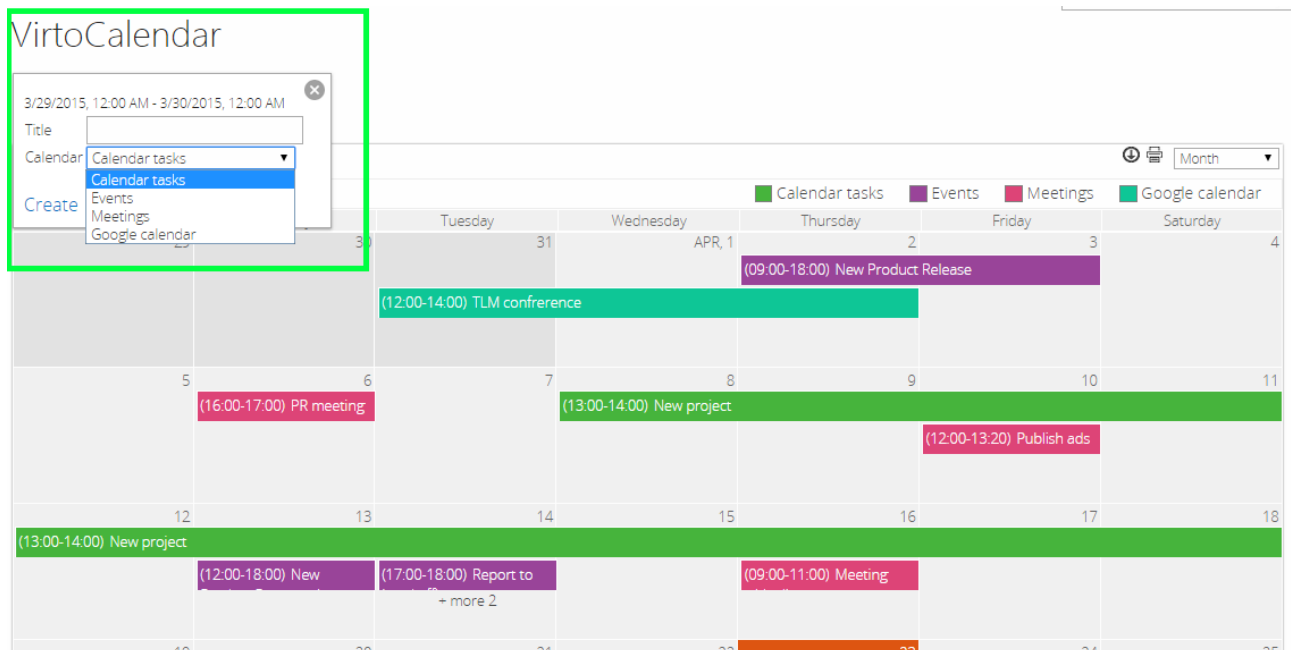 VirtoCalendar
3/29/2015, 12:00 AM - 3/30/2015, 12:00 AM
Title
Calendar Calendar tasks
Calendar tasks
Events
Meetings
Google calendar
Create
Month
Calendar tasks Events Meetings Google calendar
Tuesday Wednesday Thursday Friday Saturday
29 30 31 APR, 1 2 3 4
(09:00-18:00) New Product Release
(12:00-14:00) TLM confrerence
5 6 7 8 9 10 11
(16:00-17:00) PR meeting (13:00-14:00) New project
(12:00-13:20) Publish ads
12 13 14 15 16 17 18
(13:00-14:00) New project
(12:00-18:00) New (17:00-18:00) Report to (09:00-11:00) Meeting
+ more 2